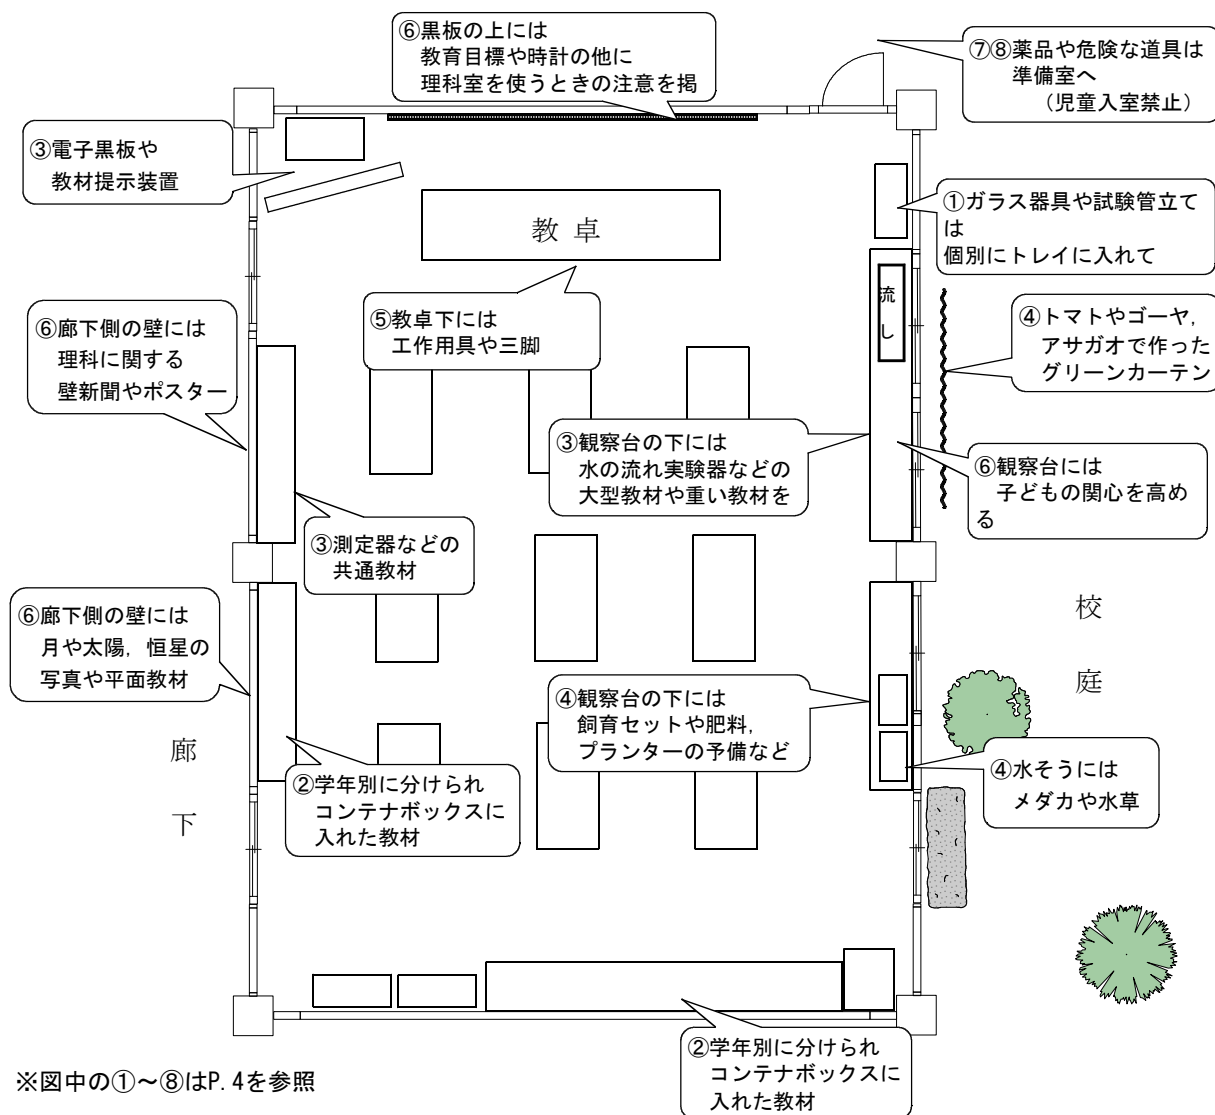 ⑥黒板の上には
教育目標や時計の他に
理科室を使うときの注意を掲
⑦⑧薬品や危険な道具は
準備室へ
（児童入室禁止）
③電子黒板や
教材提示装置
教 卓
①ガラス器具や試験管立て
は
個別にトレイに入れて
流
し
⑤教卓下には
工作用具や三脚
④トマトやゴーヤ，
アサガオで作った
グリーンカーテン
⑥廊下側の壁には
理科に関する
壁新聞やポスター
③観察台の下には
水の流れ実験器などの
大型教材や重い教材を
⑥観察台には
子どもの関心を高め
る
③測定器などの
共通教材
⑥廊下側の壁には
月や太陽，恒星の
写真や平面教材
校
庭
④観察台の下には
飼育セットや肥料，
プランターの予備など
④水そうには
メダカや水草
廊
下
②学年別に分けられ
コンテナボックスに
入れた教材
②学年別に分けられ
コンテナボックスに
入れた教材
※図中の①～⑧はP.4を参照